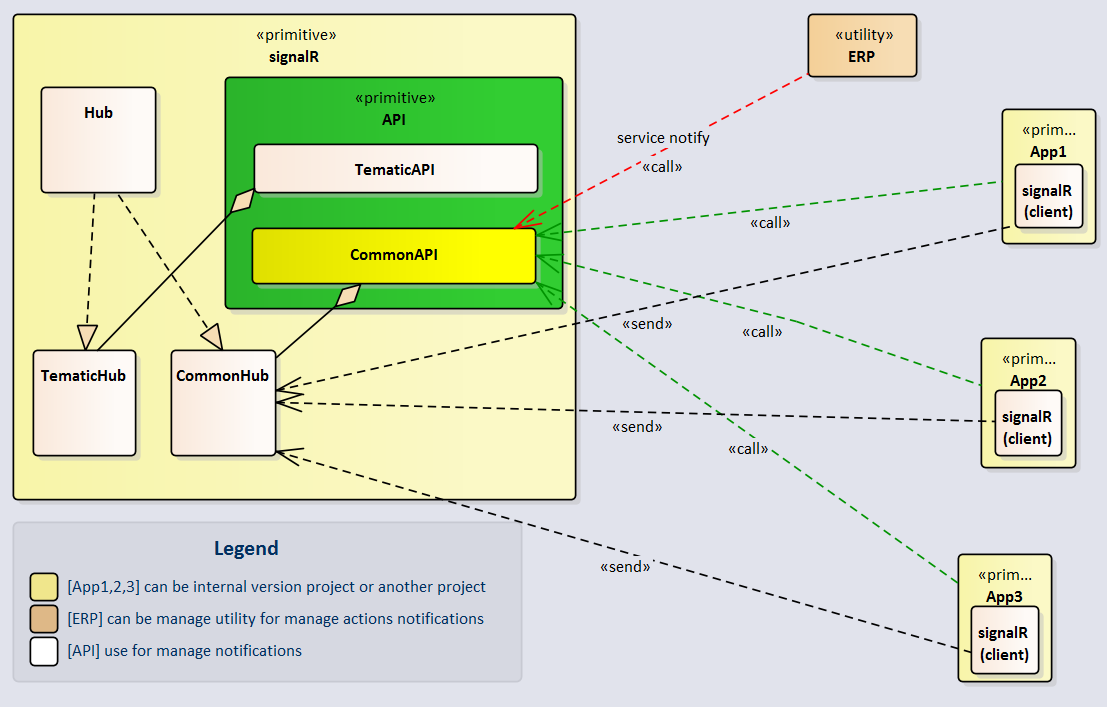 «primitive»
signalR
Hub
«primitive»
API
TematicAPI
CommonAPI
TematicHub
CommonHub
«utility»
ERP
service notify
«call»
«prim...
App1
signalR
(client)
«call»
«send»
«call»
«prim...
App2
signalR
(client)
«send»
«call»
«send»
«prim...
App3
signalR
(client)
Legend
[App1,2,3] can be internal version project or another project
[ERP] can be manage utility for manage actions notifications
[API] use for manage notifications